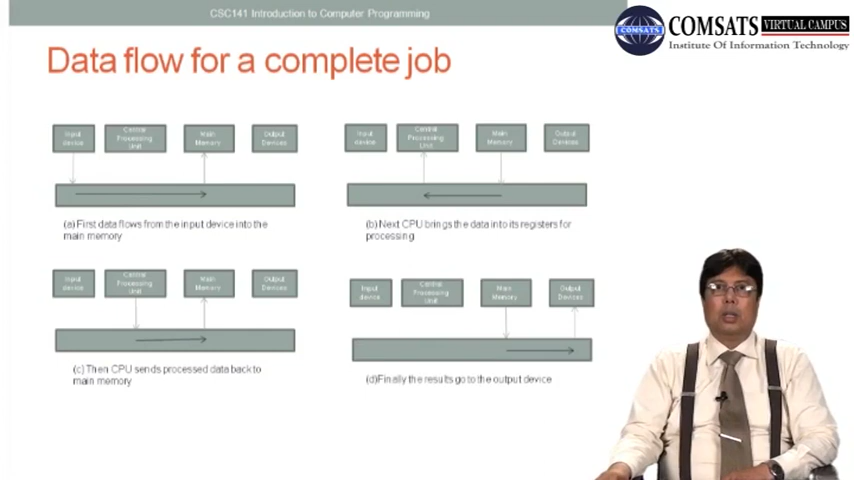 CSC141 Introduction to Computer Programming
COMSATS VIRTUAL CAMPUS
Institute Of Information Technology
COMSATS
Data flow for a complete job
Input device
Central Processing Unit
Main Memory
Output Devices
(a) First data flows from the input device into the
main memory
Input device
Central Processing Unit
Main Memory
Output Devices
(b) Next CPU brings the data into its registers for
processing
Input device
Central Processing Unit
Main Memory
Output Devices
(c) Then CPU sends processed data back to
main memory
Input device
Central Processing Unit
Main Memory
Output Devices
(d)Finally the results go to the output device